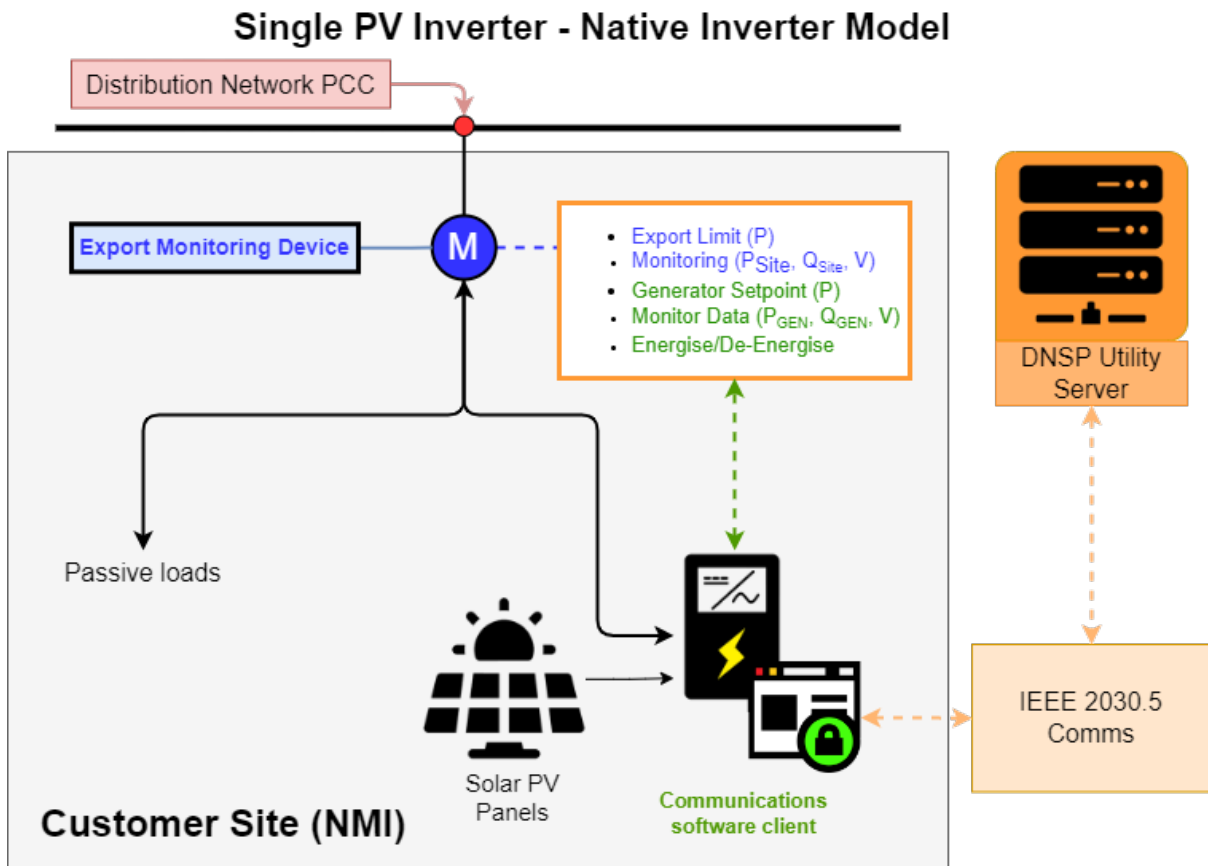 Single PV Inverter - Native Inverter Model
Distribution Network PCC
Export Monitoring Device
M
• Export Limit (P)
• Monitoring (PSite, QSite, V)
• Generator Setpoint (P)
• Monitor Data (PGEN, QGEN, V)
• Energise/De-Energise
DNSP Utility
Server
Passive loads
IEEE 2030.5
Comms
Solar PV
Panels
Communications
software client
Customer Site (NMI)